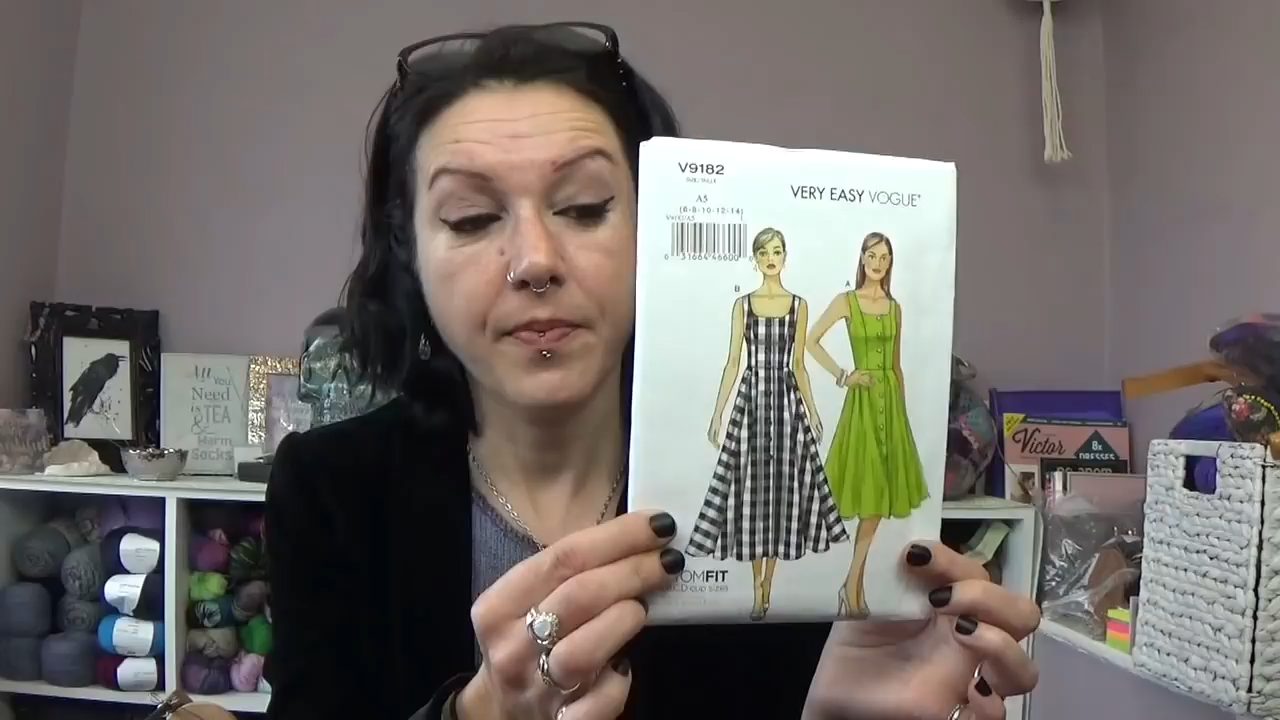 V9182
VERY EASY VOGUE
A5
(6-8-10-12-14)
B
A
TOMFIT
All You
Need
is
TEA
&
Warm
Socks
Victor
8x
DRESSES